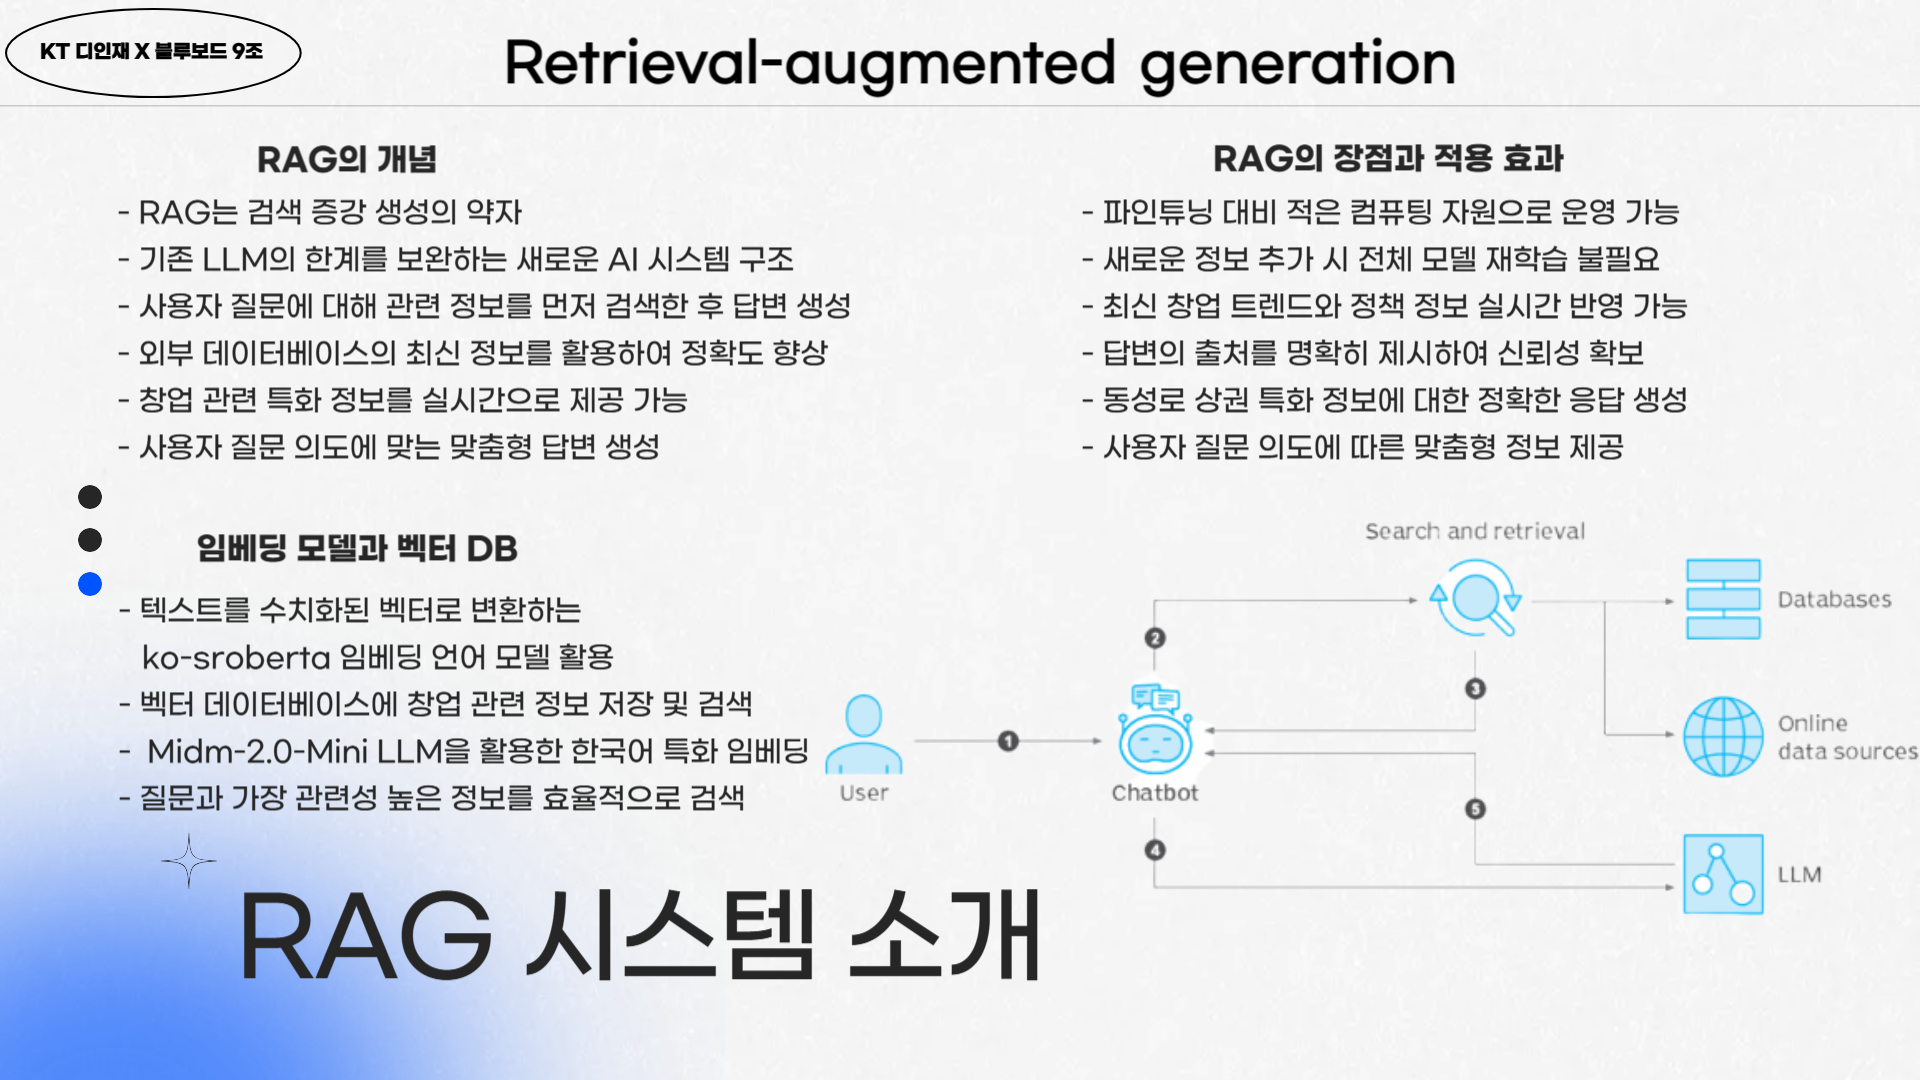 KT 디인재 X 블루보드 9조
Retrieval-augmented generation
RAG의 개념
- RAG는 검색 증강 생성의 약자
- 기존 LLM의 한계를 보완하는 새로운 AI 시스템 구조
- 사용자 질문에 대해 관련 정보를 먼저 검색한 후 답변 생성
- 외부 데이터베이스의 최신 정보를 활용하여 정확도 향상
- 창업 관련 특화 정보를 실시간으로 제공 가능
- 사용자 질문 의도에 맞는 맞춤형 답변 생성
RAG의 장점과 적용 효과
- 파인튜닝 대비 적은 컴퓨팅 자원으로 운영 가능
- 새로운 정보 추가 시 전체 모델 재학습 불필요
- 최신 창업 트렌드와 정책 정보 실시간 반영 가능
- 답변의 출처를 명확히 제시하여 신뢰성 확보
- 동성로 상권 특화 정보에 대한 정확한 응답 생성
- 사용자 질문 의도에 따른 맞춤형 정보 제공
임베딩 모델과 벡터 DB
- 텍스트를 수치화된 벡터로 변환하는
ko-sroberta 임베딩 언어 모델 활용
- 벡터 데이터베이스에 창업 관련 정보 저장 및 검색
- Midm-2.0-Mini LLM을 활용한 한국어 특화 임베딩
- 질문과 가장 관련성 높은 정보를 효율적으로 검색
Search and retrieval
Databases
2
3
Online
data sources
1
User
Chatbot
5
4
LLM
RAG 시스템 소개